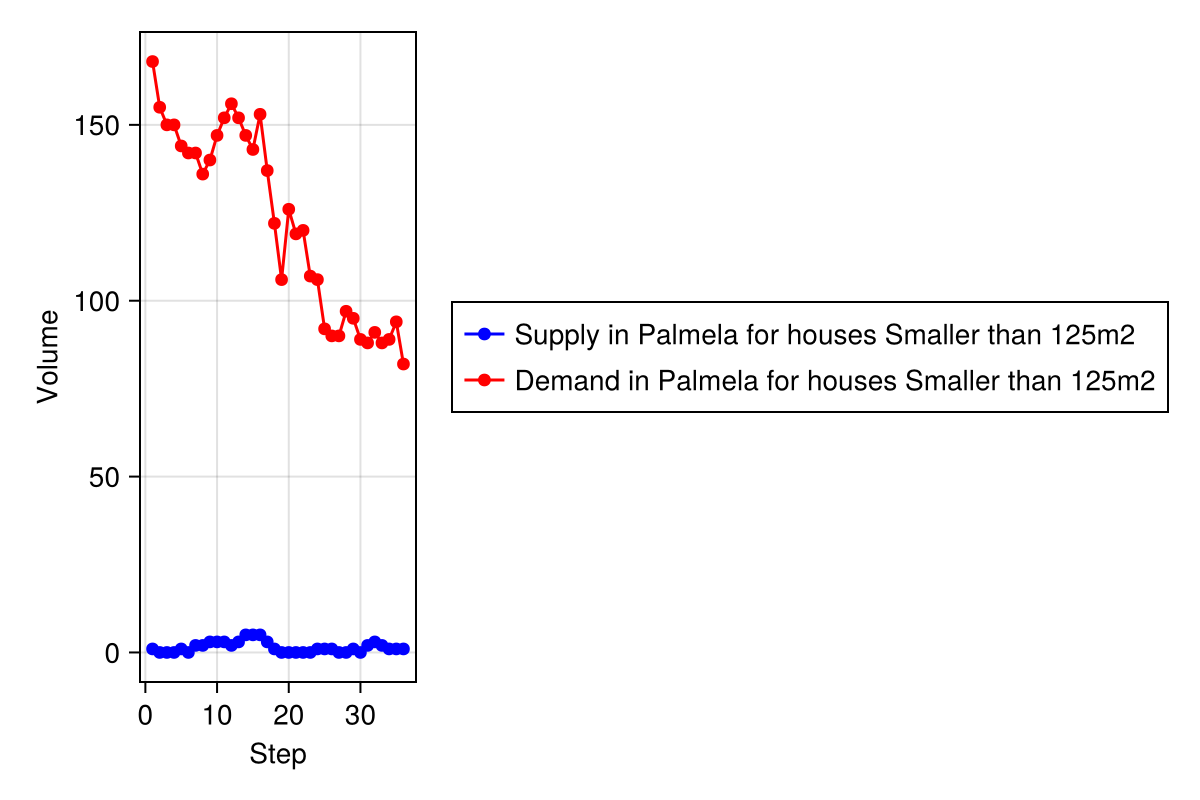 150
100
50
0
Volume
0 10 20 30
Step
Supply in Palmela for houses Smaller than 125m2
Demand in Palmela for houses Smaller than 125m2